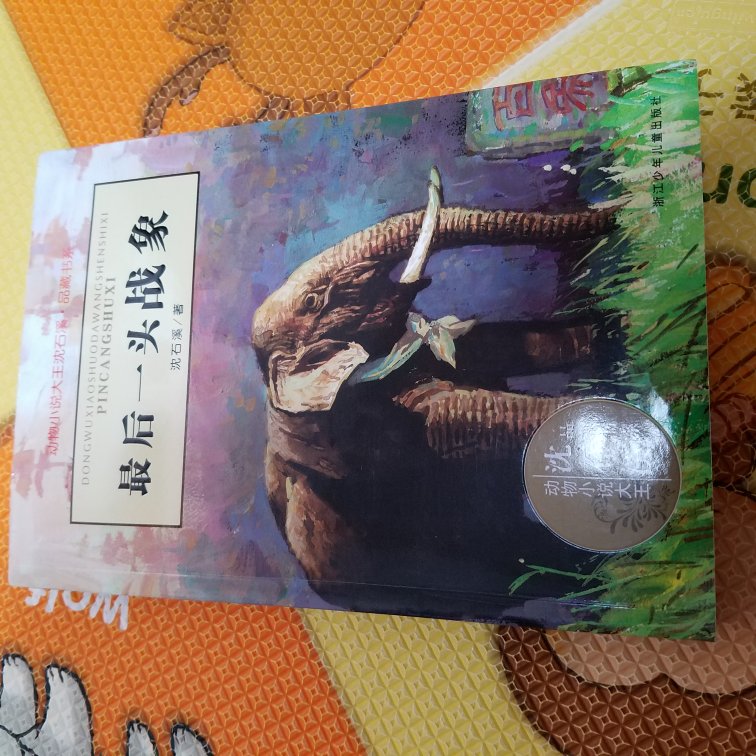 动物小说大王沈石溪·品藏书系
DONGWUXIAOSHUODAWANGSHENSHIXI
PINCANGSHUXI
最后一头战象
沈石溪/著
沈
动物小说大王
浙江少年儿童出版社